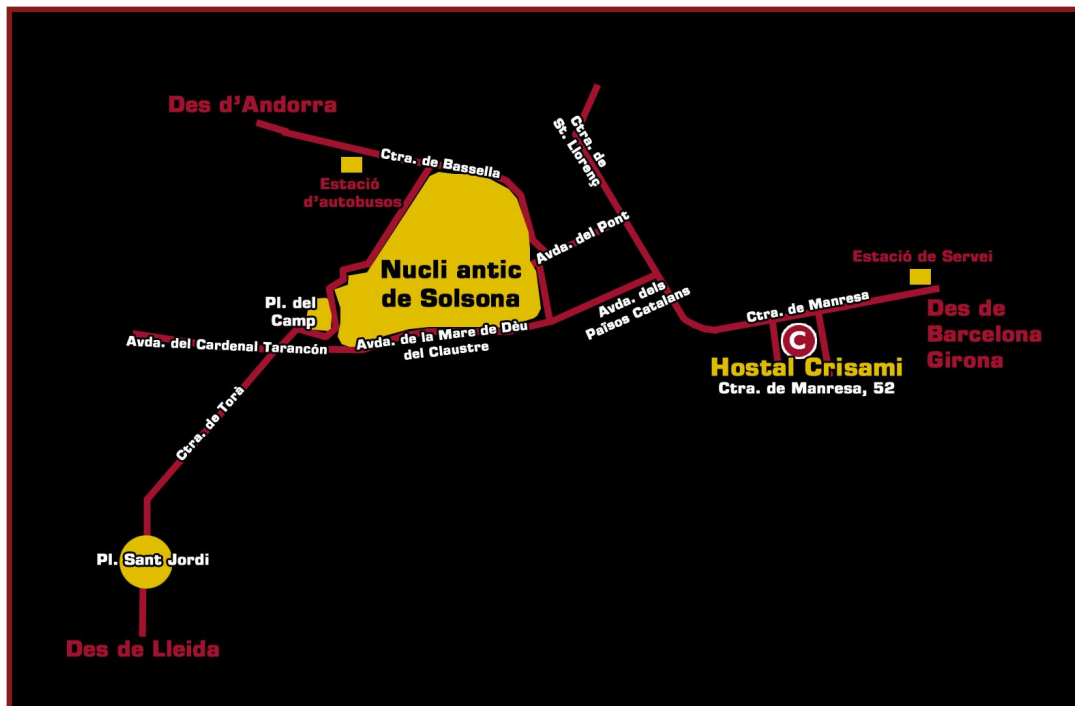 Des d'Andorra
Ctra. de Bassella
Estació
d'autobusos
Ctra. de
St. Llorenç
Avda. del Pont
Nucli antic
de Solsona
Pl. del
Camp
Avda. del Cardenal Tarancón
Avda. de la Mare de Dèu
del Claustre
Avda. dels
Països Catalans
Estació de Servei
Ctra. de Manresa
Des de
Barcelona
Girona
C
Hostal Crisami
Ctra. de Manresa, 52
Ctra. de Torà
Pl. Sant Jordi
Des de Lleida